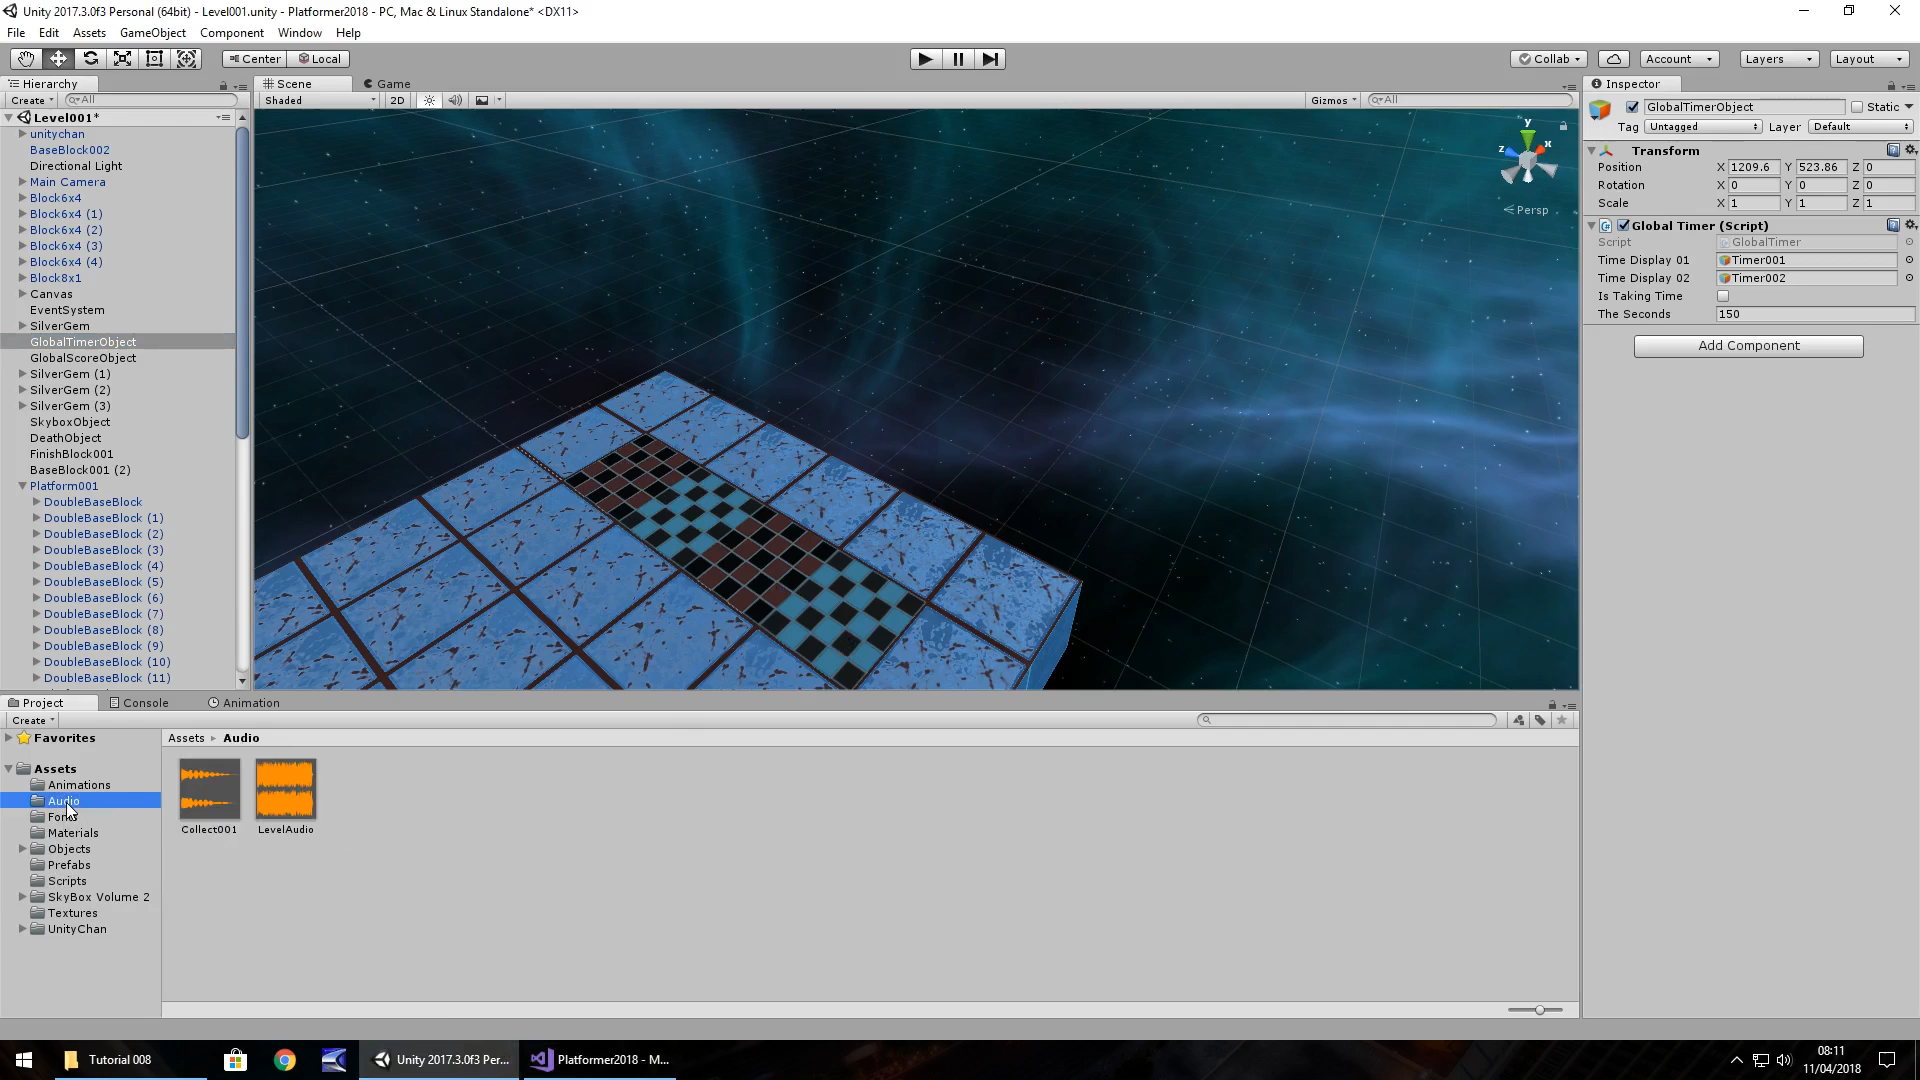 Unity 2017.3.0f3 Personal (64bit) - Level001.unity - Platformer2018 - PC, Mac & Linux Standalone* <DX11>
File Edit Assets GameObject Component Window Help
Center Local
Collab Account Layers Layout
Hierarchy
Create All
Level001*
unitychan
BaseBlock002
Directional Light
Main Camera
Block6x4
Block6x4 (1)
Block6x4 (2)
Block6x4 (3)
Block6x4 (4)
Block8x1
Canvas
EventSystem
SilverGem
GlobalTimerObject
GlobalScoreObject
SilverGem (1)
SilverGem (2)
SilverGem (3)
SkyboxObject
DeathObject
FinishBlock001
BaseBlock001 (2)
Platform001
DoubleBaseBlock
DoubleBaseBlock (1)
DoubleBaseBlock (2)
DoubleBaseBlock (3)
DoubleBaseBlock (4)
DoubleBaseBlock (5)
DoubleBaseBlock (6)
DoubleBaseBlock (7)
DoubleBaseBlock (8)
DoubleBaseBlock (9)
DoubleBaseBlock (10)
DoubleBaseBlock (11)
Scene Game
Shaded 2D Gizmos All
y
z x
Persp
Inspector
GlobalTimerObject Static
Tag Untagged Layer Default
Transform
Position X 1209.6 Y 523.86 Z 0
Rotation X 0 Y 0 Z 0
Scale X 1 Y 1 Z 1
Global Timer (Script)
Script GlobalTimer
Time Display 01 Timer001
Time Display 02 Timer002
Is Taking Time
The Seconds 150
Add Component
Project Console Animation
Create
Favorites
Assets
Animations
Audio
Materials
Objects
Prefabs
Scripts
SkyBox Volume 2
Textures
UnityChan
Assets Audio
Collect001 LevelAudio
Tutorial 008
Unity 2017.3.0f3 Per...
Platformer2018 - M...
08:11
11/04/2018